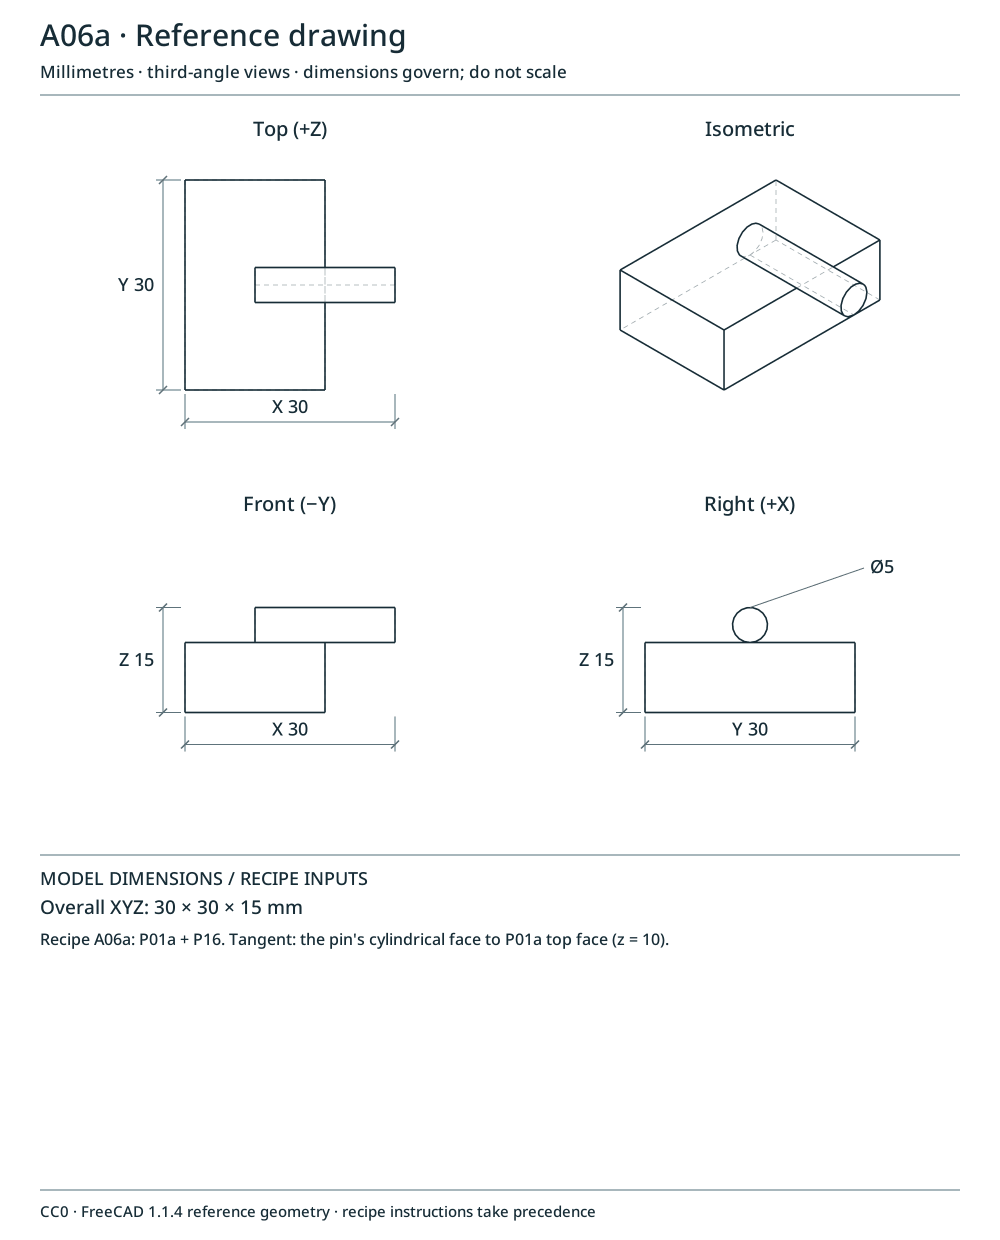 A06a · Reference drawing
Millimetres · third-angle views · dimensions govern; do not scale
Top (+Z)
Isometric
Y 30
X 30
Front (−Y)
Right (+X)
Ø5
Z 15
X 30
Z 15
Y 30
MODEL DIMENSIONS / RECIPE INPUTS
Overall XYZ: 30 × 30 × 15 mm
Recipe A06a: P01a + P16. Tangent: the pin's cylindrical face to P01a top face (z = 10).
CC0 · FreeCAD 1.1.4 reference geometry · recipe instructions take precedence